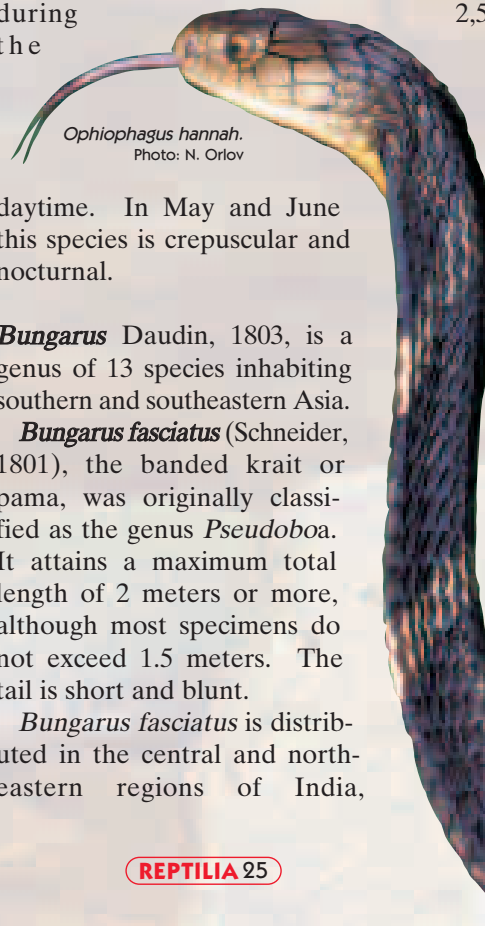 during
the
2,5
Ophiophagus hannah.
Photo: N. Orlov
daytime. In May and June
this species is crepuscular and
nocturnal.
Bungarus Daudin, 1803, is a
genus of 13 species inhabiting
southern and southeastern Asia.
Bungarus fasciatus (Schneider,
1801), the banded krait or
pama, was originally classi-
fied as the genus Pseudoboa.
It attains a maximum total
length of 2 meters or more,
although most specimens do
not exceed 1.5 meters. The
tail is short and blunt.
Bungarus fasciatus is distrib-
uted in the central and north-
eastern regions of India,
REPTILIA 25